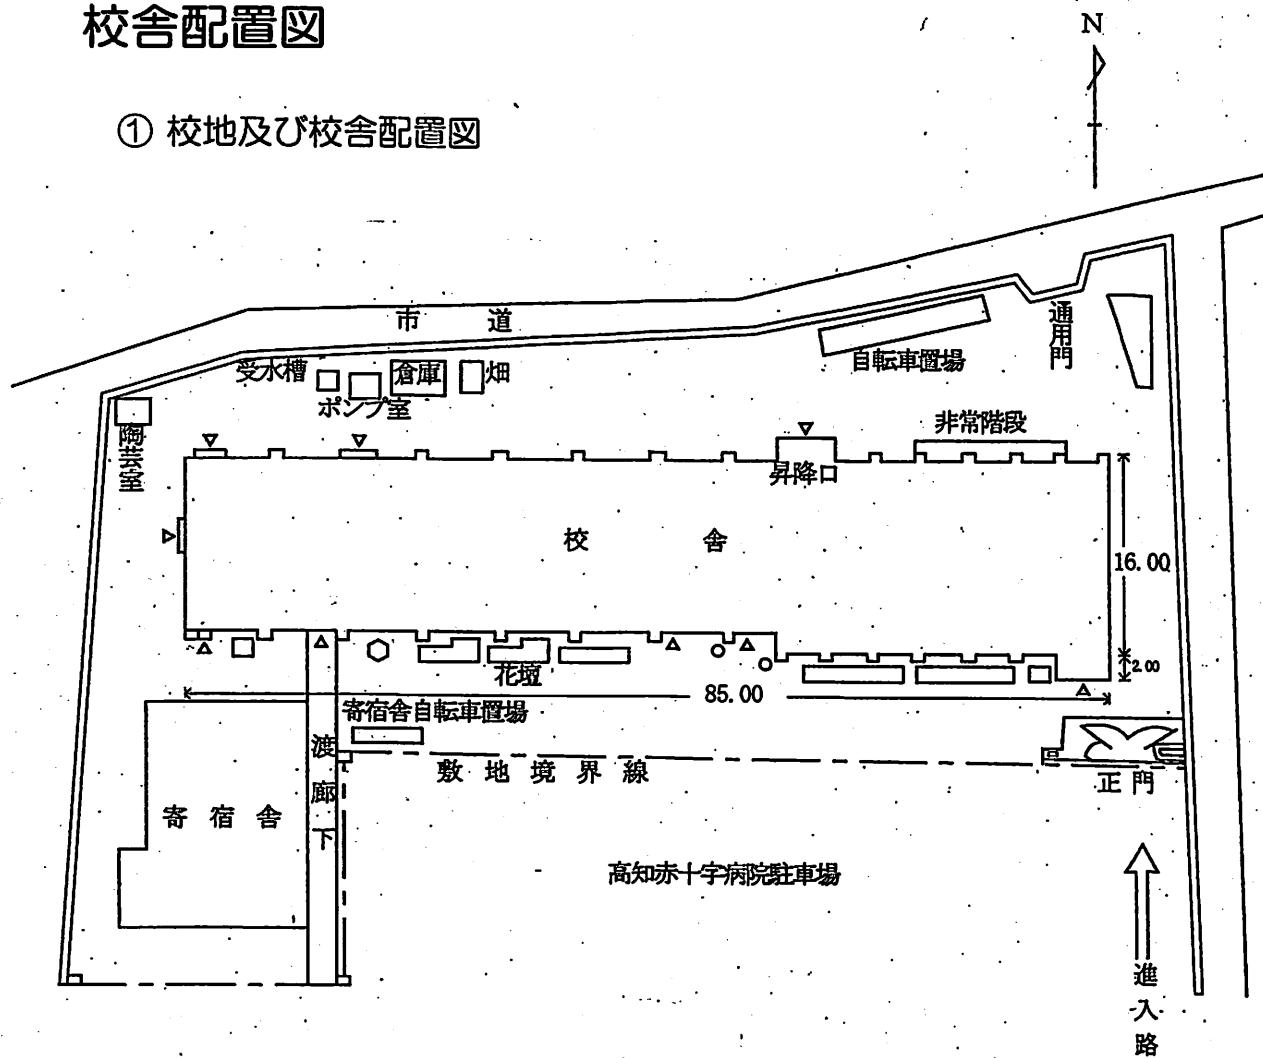 校舎配置図
① 校地及び校舎配置図
N
市道
通用門
自転車置場
受水槽
倉庫
畑
ポンプ室
陶芸室
非常階段
昇降口
校舎
16.00
2.00
花壇
85.00
寄宿舎自転車置場
渡廊下
敷地境界線
正門
寄宿舎
高知赤十字病院駐車場
進入路